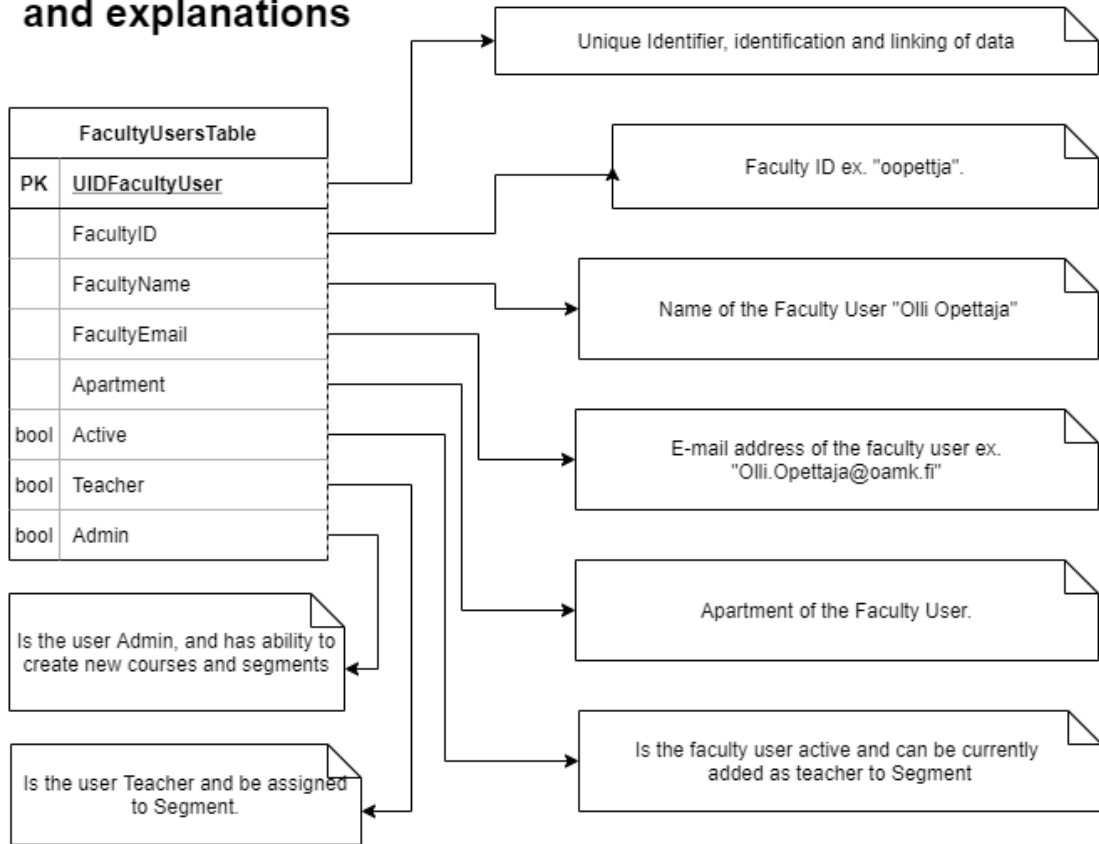 and explanations
Unique Identifier, identification and linking of data
FacultyUsersTable
PK UIDFacultyUser
Faculty ID ex. "oopettja".
FacultyID
FacultyName
Name of the Faculty User "Olli Opettaja"
FacultyEmail
Apartment
bool Active
E-mail address of the faculty user ex.
"Olli.Opettaja@oamk.fi"
bool Teacher
bool Admin
Apartment of the Faculty User.
Is the user Admin, and has ability to
create new courses and segments
Is the faculty user active and can be currently
added as teacher to Segment
Is the user Teacher and be assigned
to Segment.